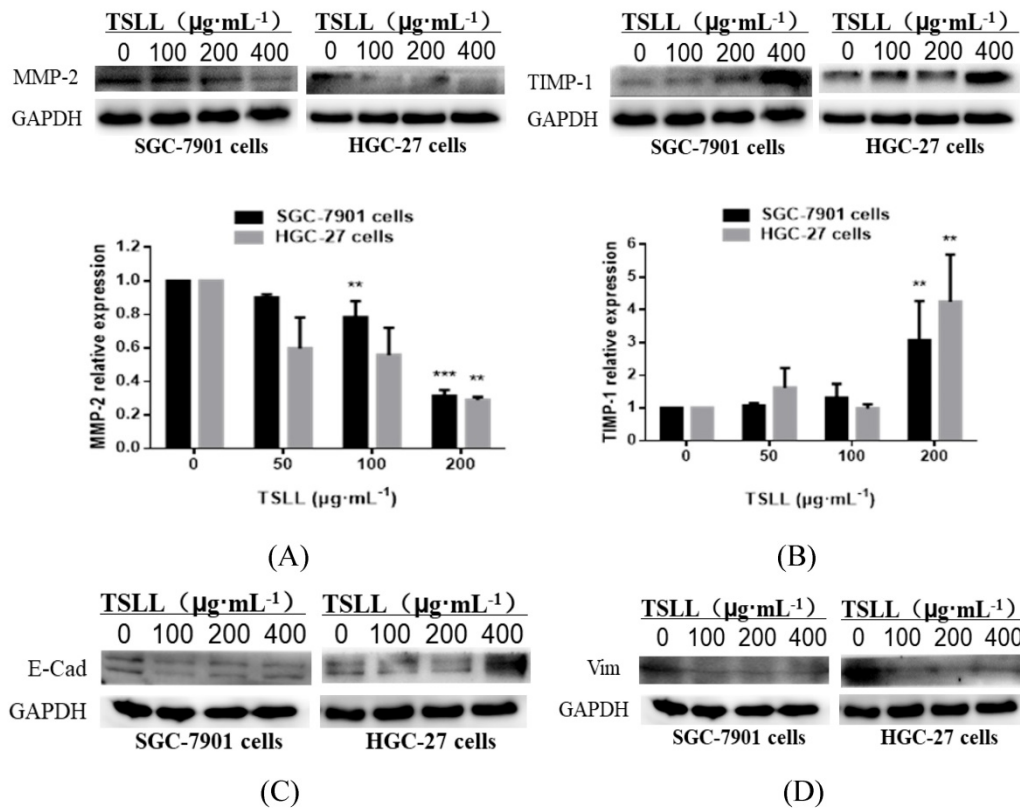 TSLL（μg·mL-1）
0 100 200 400
TSLL（μg·mL-1）
0 100 200 400
MMP-2
GAPDH
SGC-7901 cells
HGC-27 cells
TSLL（μg·mL-1）
0 100 200 400
TSLL（μg·mL-1）
0 100 200 400
TIMP-1
GAPDH
SGC-7901 cells
HGC-27 cells
SGC-7901 cells
HGC-27 cells
MMP-2 relative expression
1.2
1.0
0.8
0.6
0.4
0.2
0.0
**
***
**
0 50 100 200
TSLL (μg·mL-1)
(A)
SGC-7901 cells
HGC-27 cells
TIMP-1 relative expression
6
5
4
3
2
1
0
**
**
0 50 100 200
TSLL (μg·mL-1)
(B)
TSLL（μg·mL-1）
0 100 200 400
TSLL（μg·mL-1）
0 100 200 400
E-Cad
GAPDH
SGC-7901 cells
HGC-27 cells
(C)
TSLL（μg·mL-1）
0 100 200 400
TSLL（μg·mL-1）
0 100 200 400
Vim
GAPDH
SGC-7901 cells
HGC-27 cells
(D)